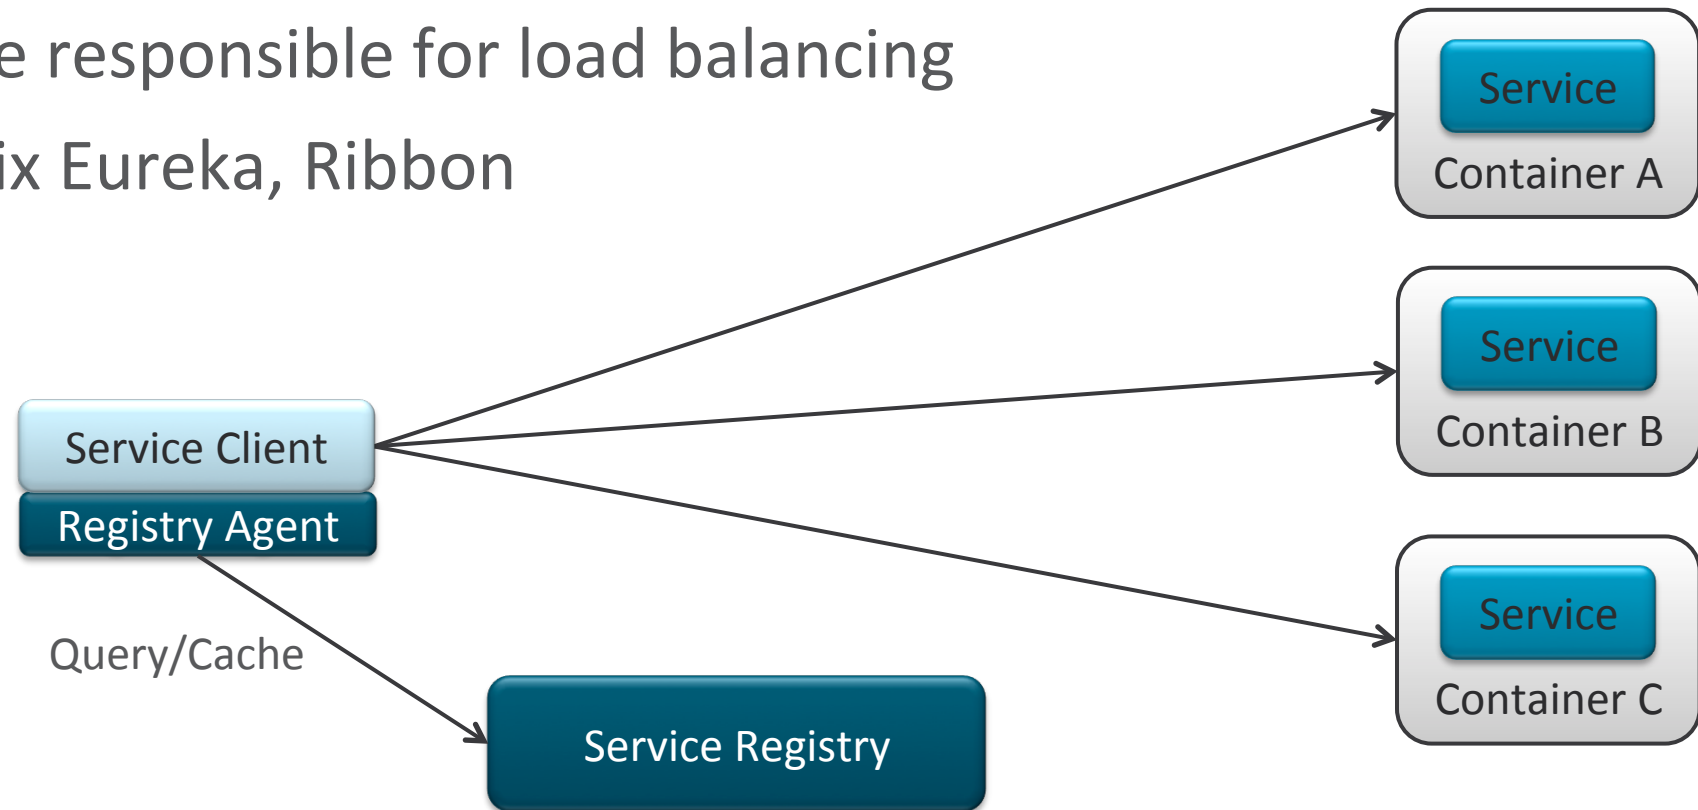 e responsible for load balancing
ix Eureka, Ribbon
Service
Container A
Service
Container B
Service Client
Registry Agent
Query/Cache
Service Registry
Service
Container C